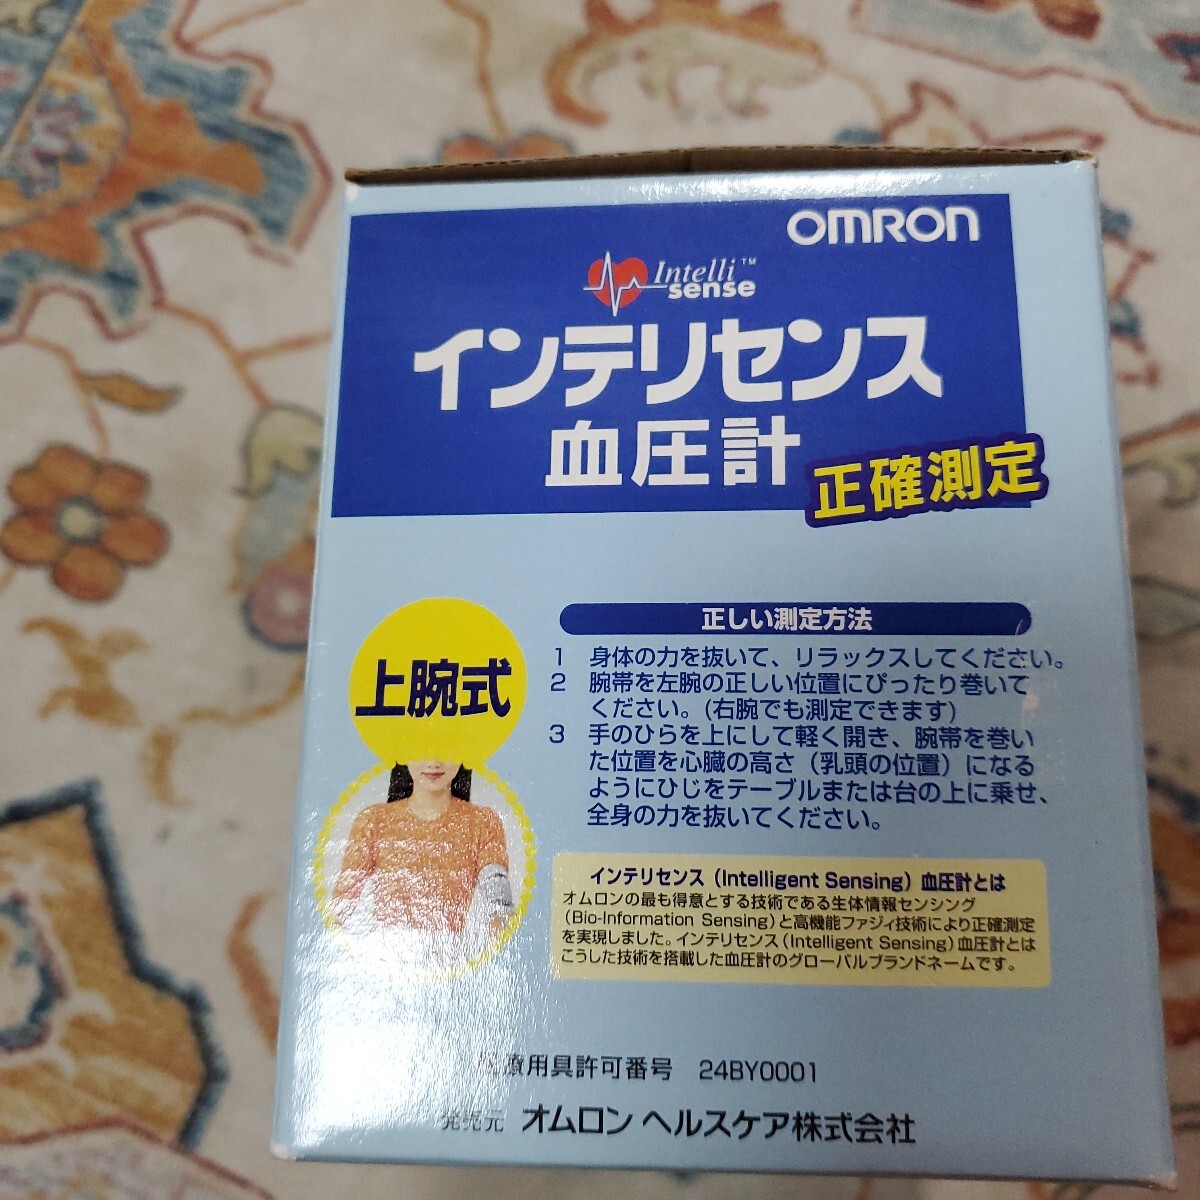 OMRON
Intelli™
sense
インテリセンス
血圧計
正確測定
上腕式
正しい測定方法
1 身体の力を抜いて、リラックスしてください。
2 腕帯を左腕の正しい位置にぴったり巻いて
ください。(右腕でも測定できます)
3 手のひらを上にして軽く開き、腕帯を巻い
た位置を心臓の高さ（乳頭の位置）になる
ようにひじをテーブルまたは台の上に乗せ、
全身の力を抜いてください。
インテリセンス（Intelligent Sensing）血圧計とは
オムロンの最も得意とする技術である生体情報センシング
（Bio-Information Sensing）と高機能ファジィ技術により正確測定
を実現しました。インテリセンス（Intelligent Sensing）血圧計とは
こうした技術を搭載した血圧計のグローバルブランドネームです。
医療用具許可番号 24BY0001
発売元 オムロン ヘルスケア株式会社